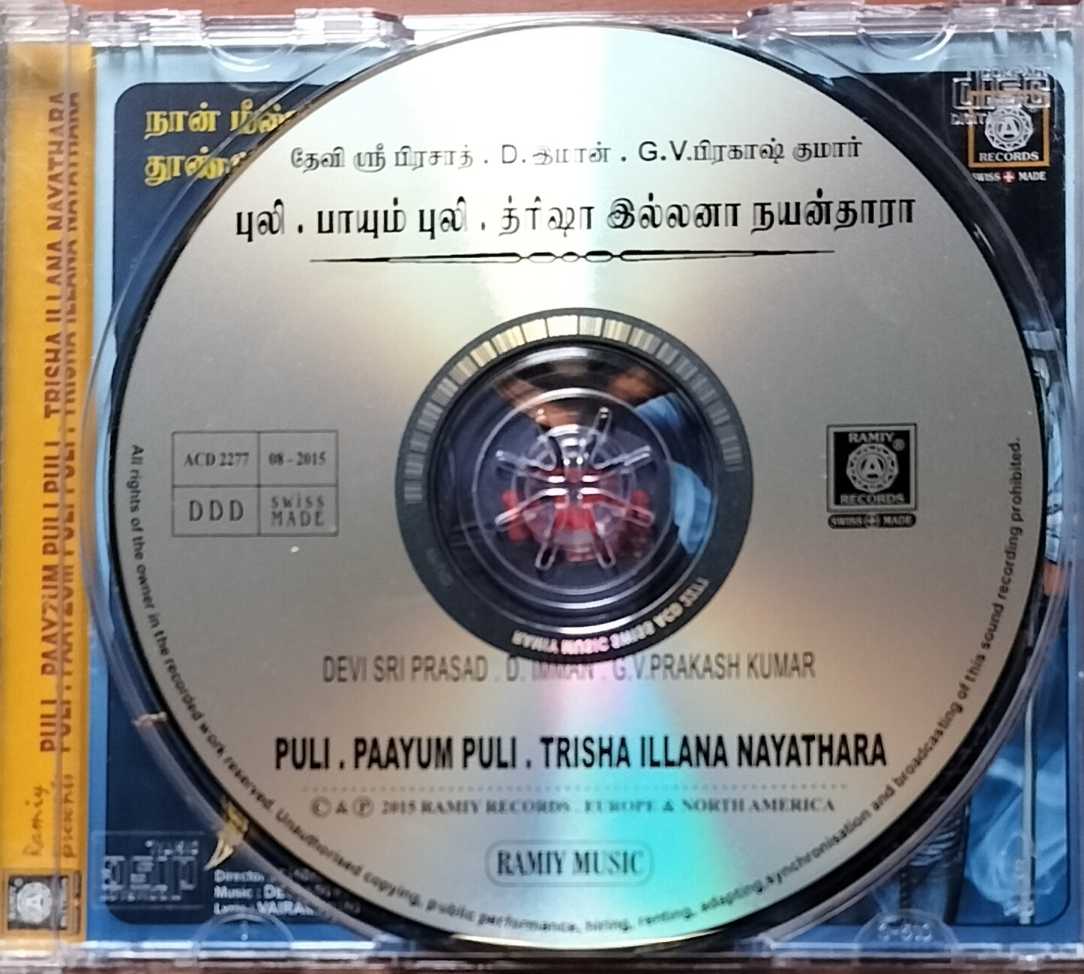 PULI . PAAYUM PULI . TRISHA ILLANA NAYATHARA
Ramiy
நான்
RECORDS
SWISS MADE
தேவி ஸ்ரீ பிரசாத் . D. இமான் . G.V.பிரகாஷ் குமார்
புலி . பாயும் புலி . த்ரிஷா இல்லனா நயன்தாரா
ACD 2277 08 - 2015
DDD SWISS MADE
RAMIY ®
RECORDS
SWISS MADE
DEVI SRI PRASAD . D. IMMAN . G.V.PRAKASH KUMAR
PULI . PAAYUM PULI . TRISHA ILLANA NAYATHARA
© & ℗ 2015 RAMIY RECORDS . EUROPE & NORTH AMERICA
RAMIY MUSIC
All rights of the owner in the recorded work reserved. Unauthorised copying, public performance, hiring, renting, adapting,synchronisation and broadcasting of this sound recording prohibited.
Director
Music :